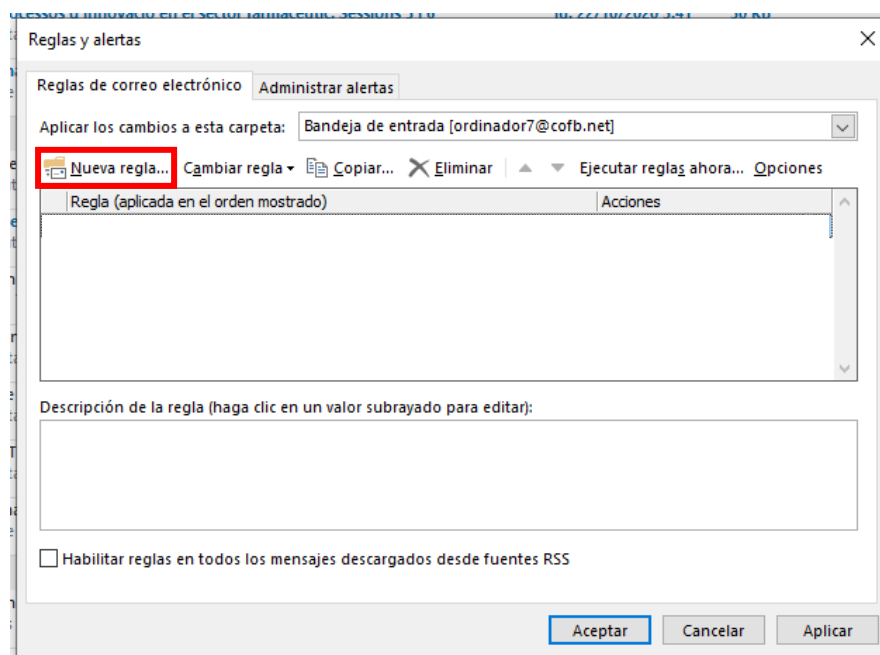 Reglas y alertas
Reglas de correo electrónico Administrar alertas
Aplicar los cambios a esta carpeta: Bandeja de entrada [ordinador7@cofb.net]
Nueva regla... Cambiar regla Copiar... Eliminar Ejecutar reglas ahora... Opciones
Regla (aplicada en el orden mostrado) Acciones
Descripción de la regla (haga clic en un valor subrayado para editar):
Habilitar reglas en todos los mensajes descargados desde fuentes RSS
Aceptar Cancelar Aplicar